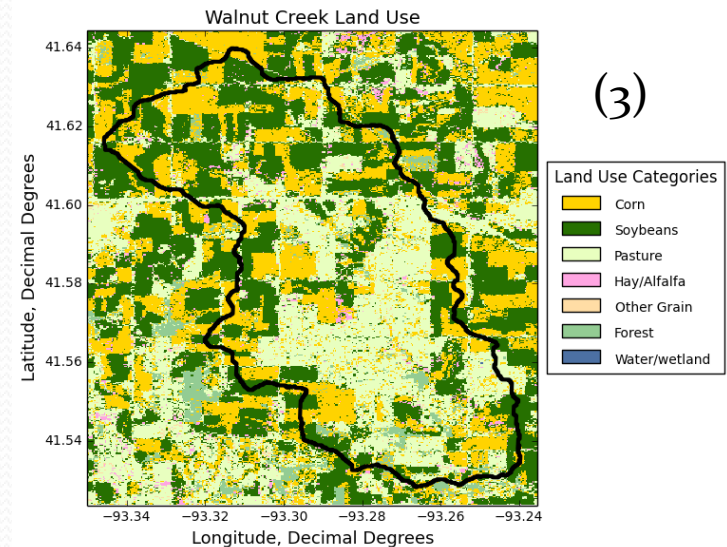 Walnut Creek Land Use
(3)
41.64
41.62
41.60
41.58
41.56
41.54
Latitude, Decimal Degrees
−93.34 −93.32 −93.30 −93.28 −93.26 −93.24
Longitude, Decimal Degrees
Land Use Categories
Corn
Soybeans
Pasture
Hay/Alfalfa
Other Grain
Forest
Water/wetland